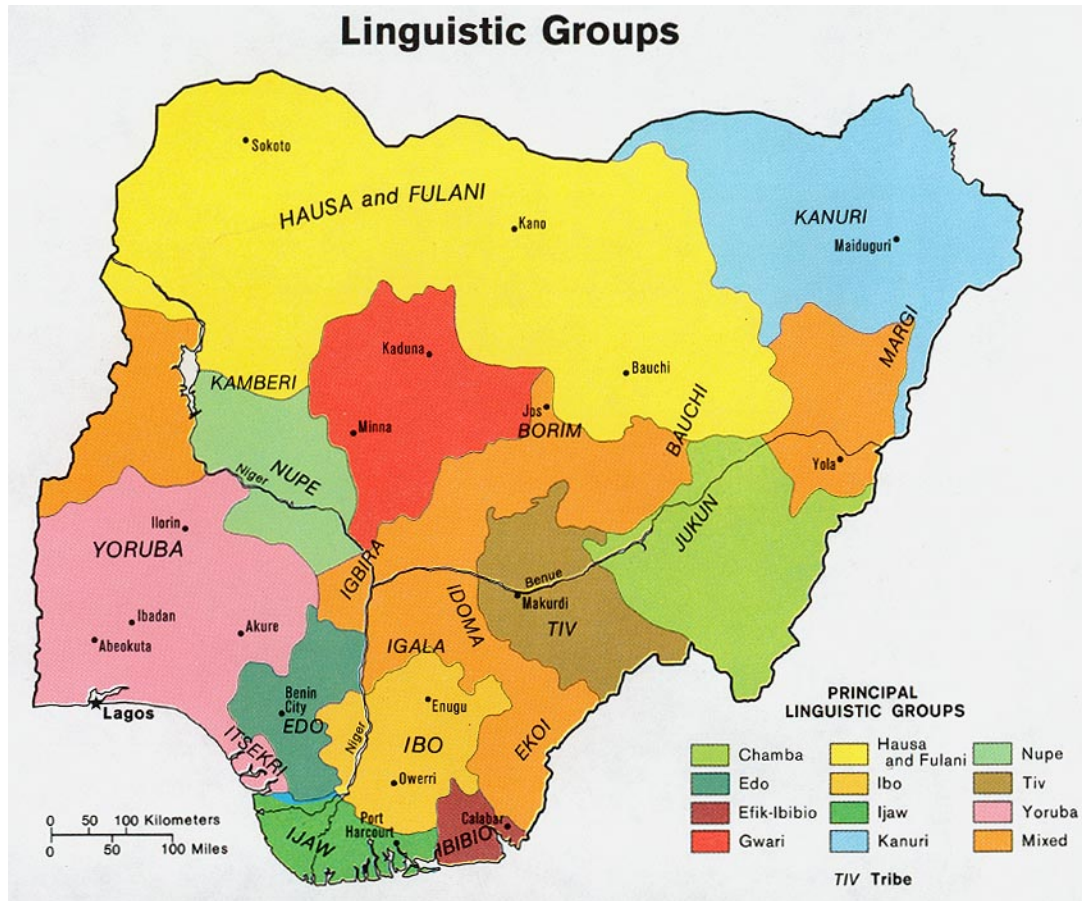 Linguistic Groups
Sokoto
HAUSA and FULANI
Kano
KANURI
Maiduguri
Kaduna
MARGI
Bauchi
KAMBERI
BAUCHI
Jos
BORIM
Minna
Yola
Niger
NUPE
Ilorin
JUKUN
YORUBA
IGBIRA
Benue
Makurdi
IDOMA
TIV
Ibadan
Akure
Abeokuta
IGALA
Benin
City
EDO
Enugu
Lagos
ITSEKRI
Niger
IBO
EKOI
Owerri
Port
Harcourt
Calabar
IJAW
IBIBIO
PRINCIPAL
LINGUISTIC GROUPS
Chamba
Edo
Efik-Ibibio
Gwari
Hausa
and Fulani
Ibo
Ijaw
Kanuri
Nupe
Tiv
Yoruba
Mixed
TIV Tribe
0 50 100 Kilometers
0 50 100 Miles